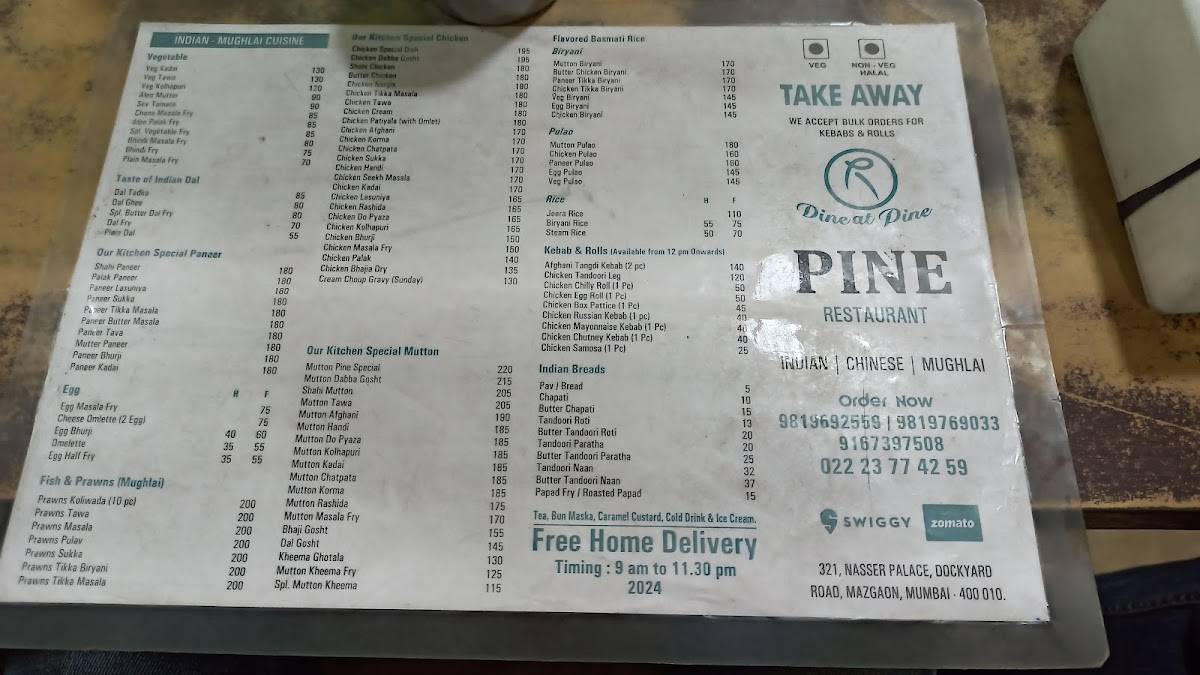 INDIAN - MUGHLAI CUISINE
Vegetable
Veg Kadai 130
Veg Tawa 130
Veg Kolhapuri 120
Aloo Mutter 90
Sev Tamato 90
Chana Masala Fry 85
Aloo Palak Fry 85
Spl. Vegetable Fry 85
Bhindi Masala Fry 80
Bhindi Fry 75
Plain Masala Fry 70
Taste of Indian Dal
Dal Tadka 85
Dal Ghee 80
Spl. Butter Dal Fry 80
Dal Fry 70
Plain Dal 55
Our Kitchen Special Paneer
Shahi Paneer 180
Palak Paneer 180
Paneer Lasuniya 180
Paneer Sukka 180
Paneer Tikka Masala 180
Paneer Butter Masala 180
Paneer Tava 180
Mutter Paneer 180
Paneer Bhurji 180
Paneer Kadai 180
Egg H F
Egg Masala Fry 75
Cheese Omlette (2 Egg) 75
Egg Bhurji 40 60
Omelette 35 55
Egg Half Fry 35 55
Fish & Prawns (Mughlai)
Prawns Koliwada (10 pc) 200
Prawns Tawa 200
Prawns Masala 200
Prawns Pulav 200
Prawns Sukka 200
Prawns Tikka Biryani 200
Prawns Tikka Masala 200
Our Kitchen Special Chicken
Chicken Special Dish 195
Chicken Dabba Gosht 195
Shahi Chicken 180
Butter Chicken 180
Chicken Nargis 180
Chicken Tikka Masala 180
Chicken Tawa 180
Chicken Cream 180
Chicken Patiyala (with Omlet) 180
Chicken Afghani 170
Chicken Korma 170
Chicken Chatpata 170
Chicken Sukka 170
Chicken Handi 170
Chicken Seekh Masala 170
Chicken Kadai 170
Chicken Lasuniya 165
Chicken Rashida 165
Chicken Do Pyaza 165
Chicken Kolhapuri 165
Chicken Bhurji 150
Chicken Masala Fry 150
Chicken Palak 140
Chicken Bhajia Dry 135
Cream Choup Gravy (Sunday) 130
Our Kitchen Special Mutton
Mutton Pine Special 220
Mutton Dabba Gosht 215
Shahi Mutton 205
Mutton Tawa 205
Mutton Afghani 190
Mutton Handi 185
Mutton Do Pyaza 185
Mutton Kolhapuri 185
Mutton Kadai 185
Mutton Chatpata 185
Mutton Korma 185
Mutton Rashida 175
Mutton Masala Fry 170
Bhaji Gosht 155
Dal Gosht 145
Kheema Ghotala 130
Mutton Kheema Fry 125
Spl. Mutton Kheema 115
Flavored Basmati Rice
Biryani
Mutton Biryani 170
Butter Chicken Biryani 170
Paneer Tikka Biryani 170
Chicken Tikka Biryani 170
Veg Biryani 145
Egg Biryani 145
Chicken Biryani 145
Pulao
Mutton Pulao 180
Chicken Pulao 160
Paneer Pulao 160
Egg Pulao 145
Veg Pulao 145
Rice H F
Jeera Rice 110
Biryani Rice 55 75
Steam Rice 50 70
Kebab & Rolls (Available from 12 pm Onwards)
Afghani Tangdi Kebab (2 pc) 140
Chicken Tandoori Leg 120
Chicken Chilly Roll (1 Pc) 50
Chicken Egg Roll (1 Pc) 50
Chicken Box Pattice (1 Pc) 45
Chicken Russian Kebab (1 pc) 40
Chicken Mayonnaise Kebab (1 Pc) 40
Chicken Chutney Kebab (1 Pc) 40
Chicken Samosa (1 Pc) 25
Indian Breads
Pav / Bread 5
Chapati 10
Butter Chapati 15
Tandoori Roti 13
Butter Tandoori Roti 20
Tandoori Paratha 20
Butter Tandoori Paratha 25
Tandoori Naan 32
Butter Tandoori Naan 37
Papad Fry / Roasted Papad 15
Tea, Bun Maska, Caramel Custard, Cold Drink & Ice Cream.
Free Home Delivery
Timing : 9 am to 11.30 pm
2024
VEG NON - VEG
HALAL
TAKE AWAY
WE ACCEPT BULK ORDERS FOR
KEBABS & ROLLS
R
Dine at Pine
PINE
RESTAURANT
INDIAN | CHINESE | MUGHLAI
Order Now
9819692559 | 9819769033
9167397508
022 23 77 42 59
SWIGGY zomato
321, NASSER PALACE, DOCKYARD
ROAD, MAZGAON, MUMBAI - 400 010.